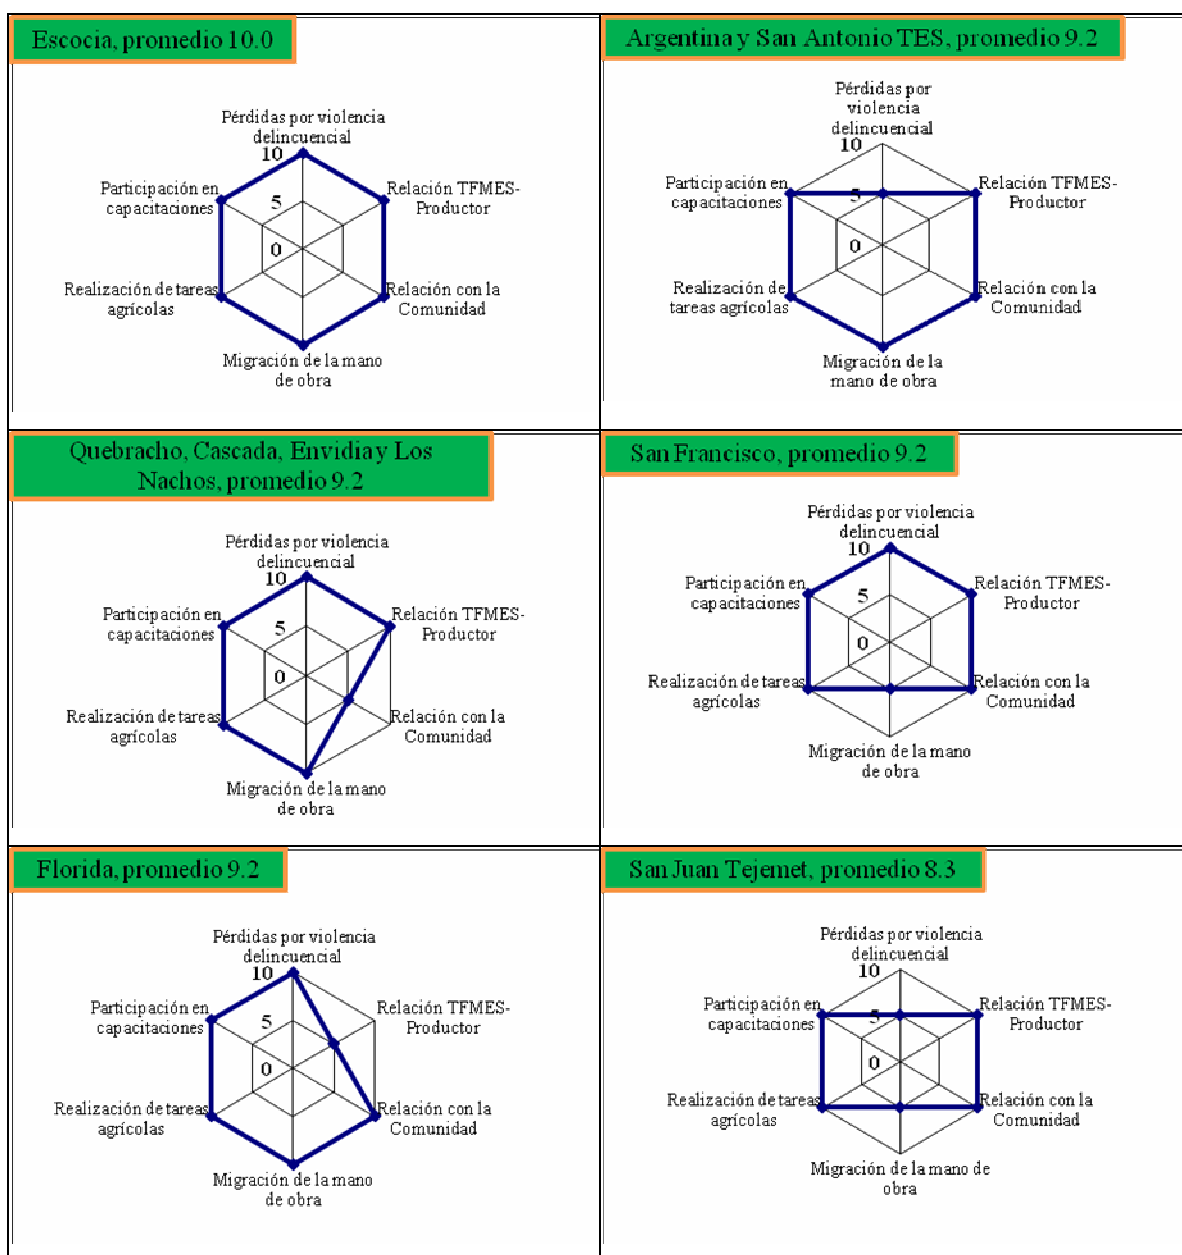 Escocia, promedio 10.0
Pérdidas por violencia
delincuencial
10
Participación en
capacitaciones
Relación TFMES-
Productor
5
0
Realización de tareas
agrícolas
Relación con la
Comunidad
Migración de la mano
de obra
Argentina y San Antonio TES, promedio 9.2
Pérdidas por
violencia
delincuencial
10
Participación en
capacitaciones
Relación TFMES-
Productor
5
0
Realización de
tareas agrícolas
Relación con la
Comunidad
Migración de la
mano de obra
Quebracho, Cascada, Envidia y Los
Nachos, promedio 9.2
Pérdidas por violencia
delincuencial
10
Participación en
capacitaciones
Relación TFMES-
Productor
5
0
Realización de tareas
agrícolas
Relación con la
Comunidad
Migración de la mano
de obra
San Francisco, promedio 9.2
Pérdidas por violencia
delincuencial
10
Participación en
capacitaciones
Relación TFMES-
Productor
5
0
Realización de tareas
agrícolas
Relación con la
Comunidad
Migración de la mano
de obra
Florida, promedio 9.2
Pérdidas por violencia
delincuencial
10
Participación en
capacitaciones
Relación TFMES-
Productor
5
0
Realización de tareas
agrícolas
Relación con la
Comunidad
Migración de la mano
de obra
San Juan Tejemet, promedio 8.3
Pérdidas por violencia
delincuencial
10
Participación en
capacitaciones
Relación TFMES-
Productor
5
0
Realización de tareas
agrícolas
Relación con la
Comunidad
Migración de la mano de
obra